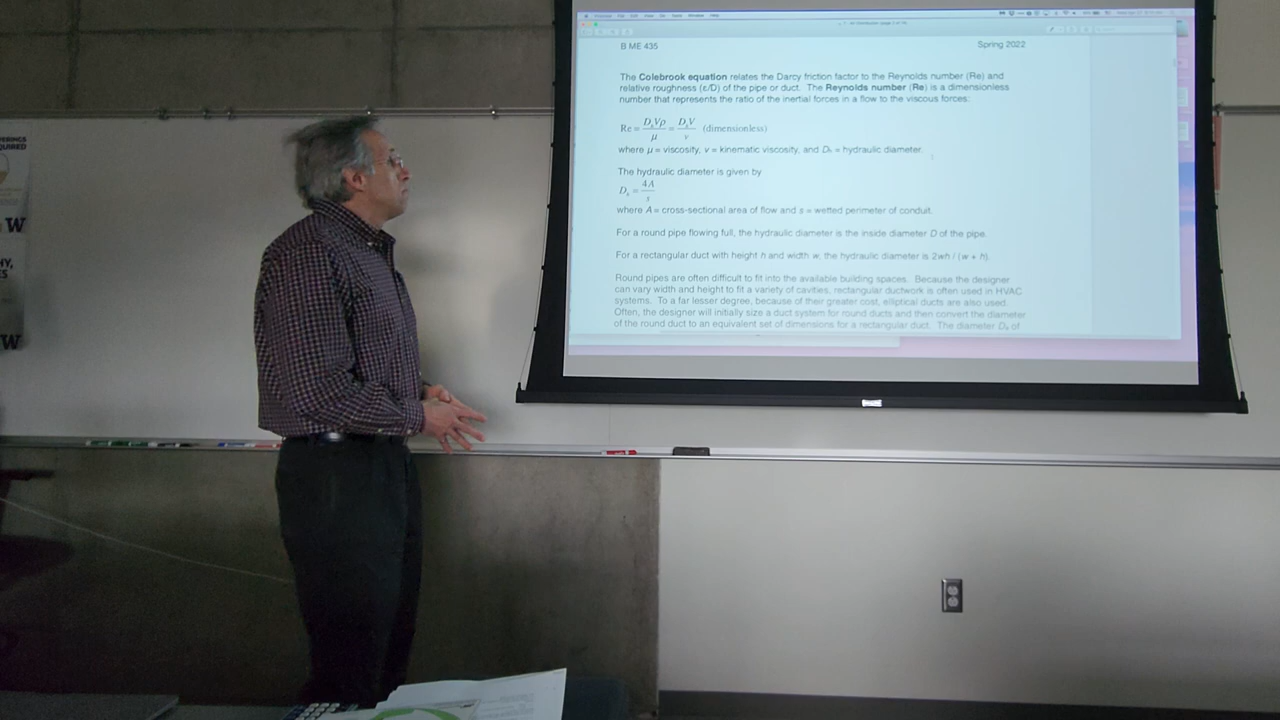 B ME 435 Spring 2022
The Colebrook equation relates the Darcy friction factor to the Reynolds number (Re) and
relative roughness (ε/D) of the pipe or duct. The Reynolds number (Re) is a dimensionless
number that represents the ratio of the inertial forces in a flow to the viscous forces:
Re = DₕVρ/μ = DₕV/ν (dimensionless)
where μ = viscosity, ν = kinematic viscosity, and Dₕ = hydraulic diameter.
The hydraulic diameter is given by
Dₕ = 4A/s
where A = cross-sectional area of flow and s = wetted perimeter of conduit.
For a round pipe flowing full, the hydraulic diameter is the inside diameter D of the pipe.
For a rectangular duct with height h and width w, the hydraulic diameter is 2wh / (w + h).
Round pipes are often difficult to fit into the available building spaces. Because the designer
can vary width and height to fit a variety of cavities, rectangular ductwork is often used in HVAC
systems. To a far lesser degree, because of their greater cost, elliptical ducts are also used.
Often, the designer will initially size a duct system for round ducts and then convert the diameter
of the round duct to an equivalent set of dimensions for a rectangular duct. The diameter Dₑ of
W
W